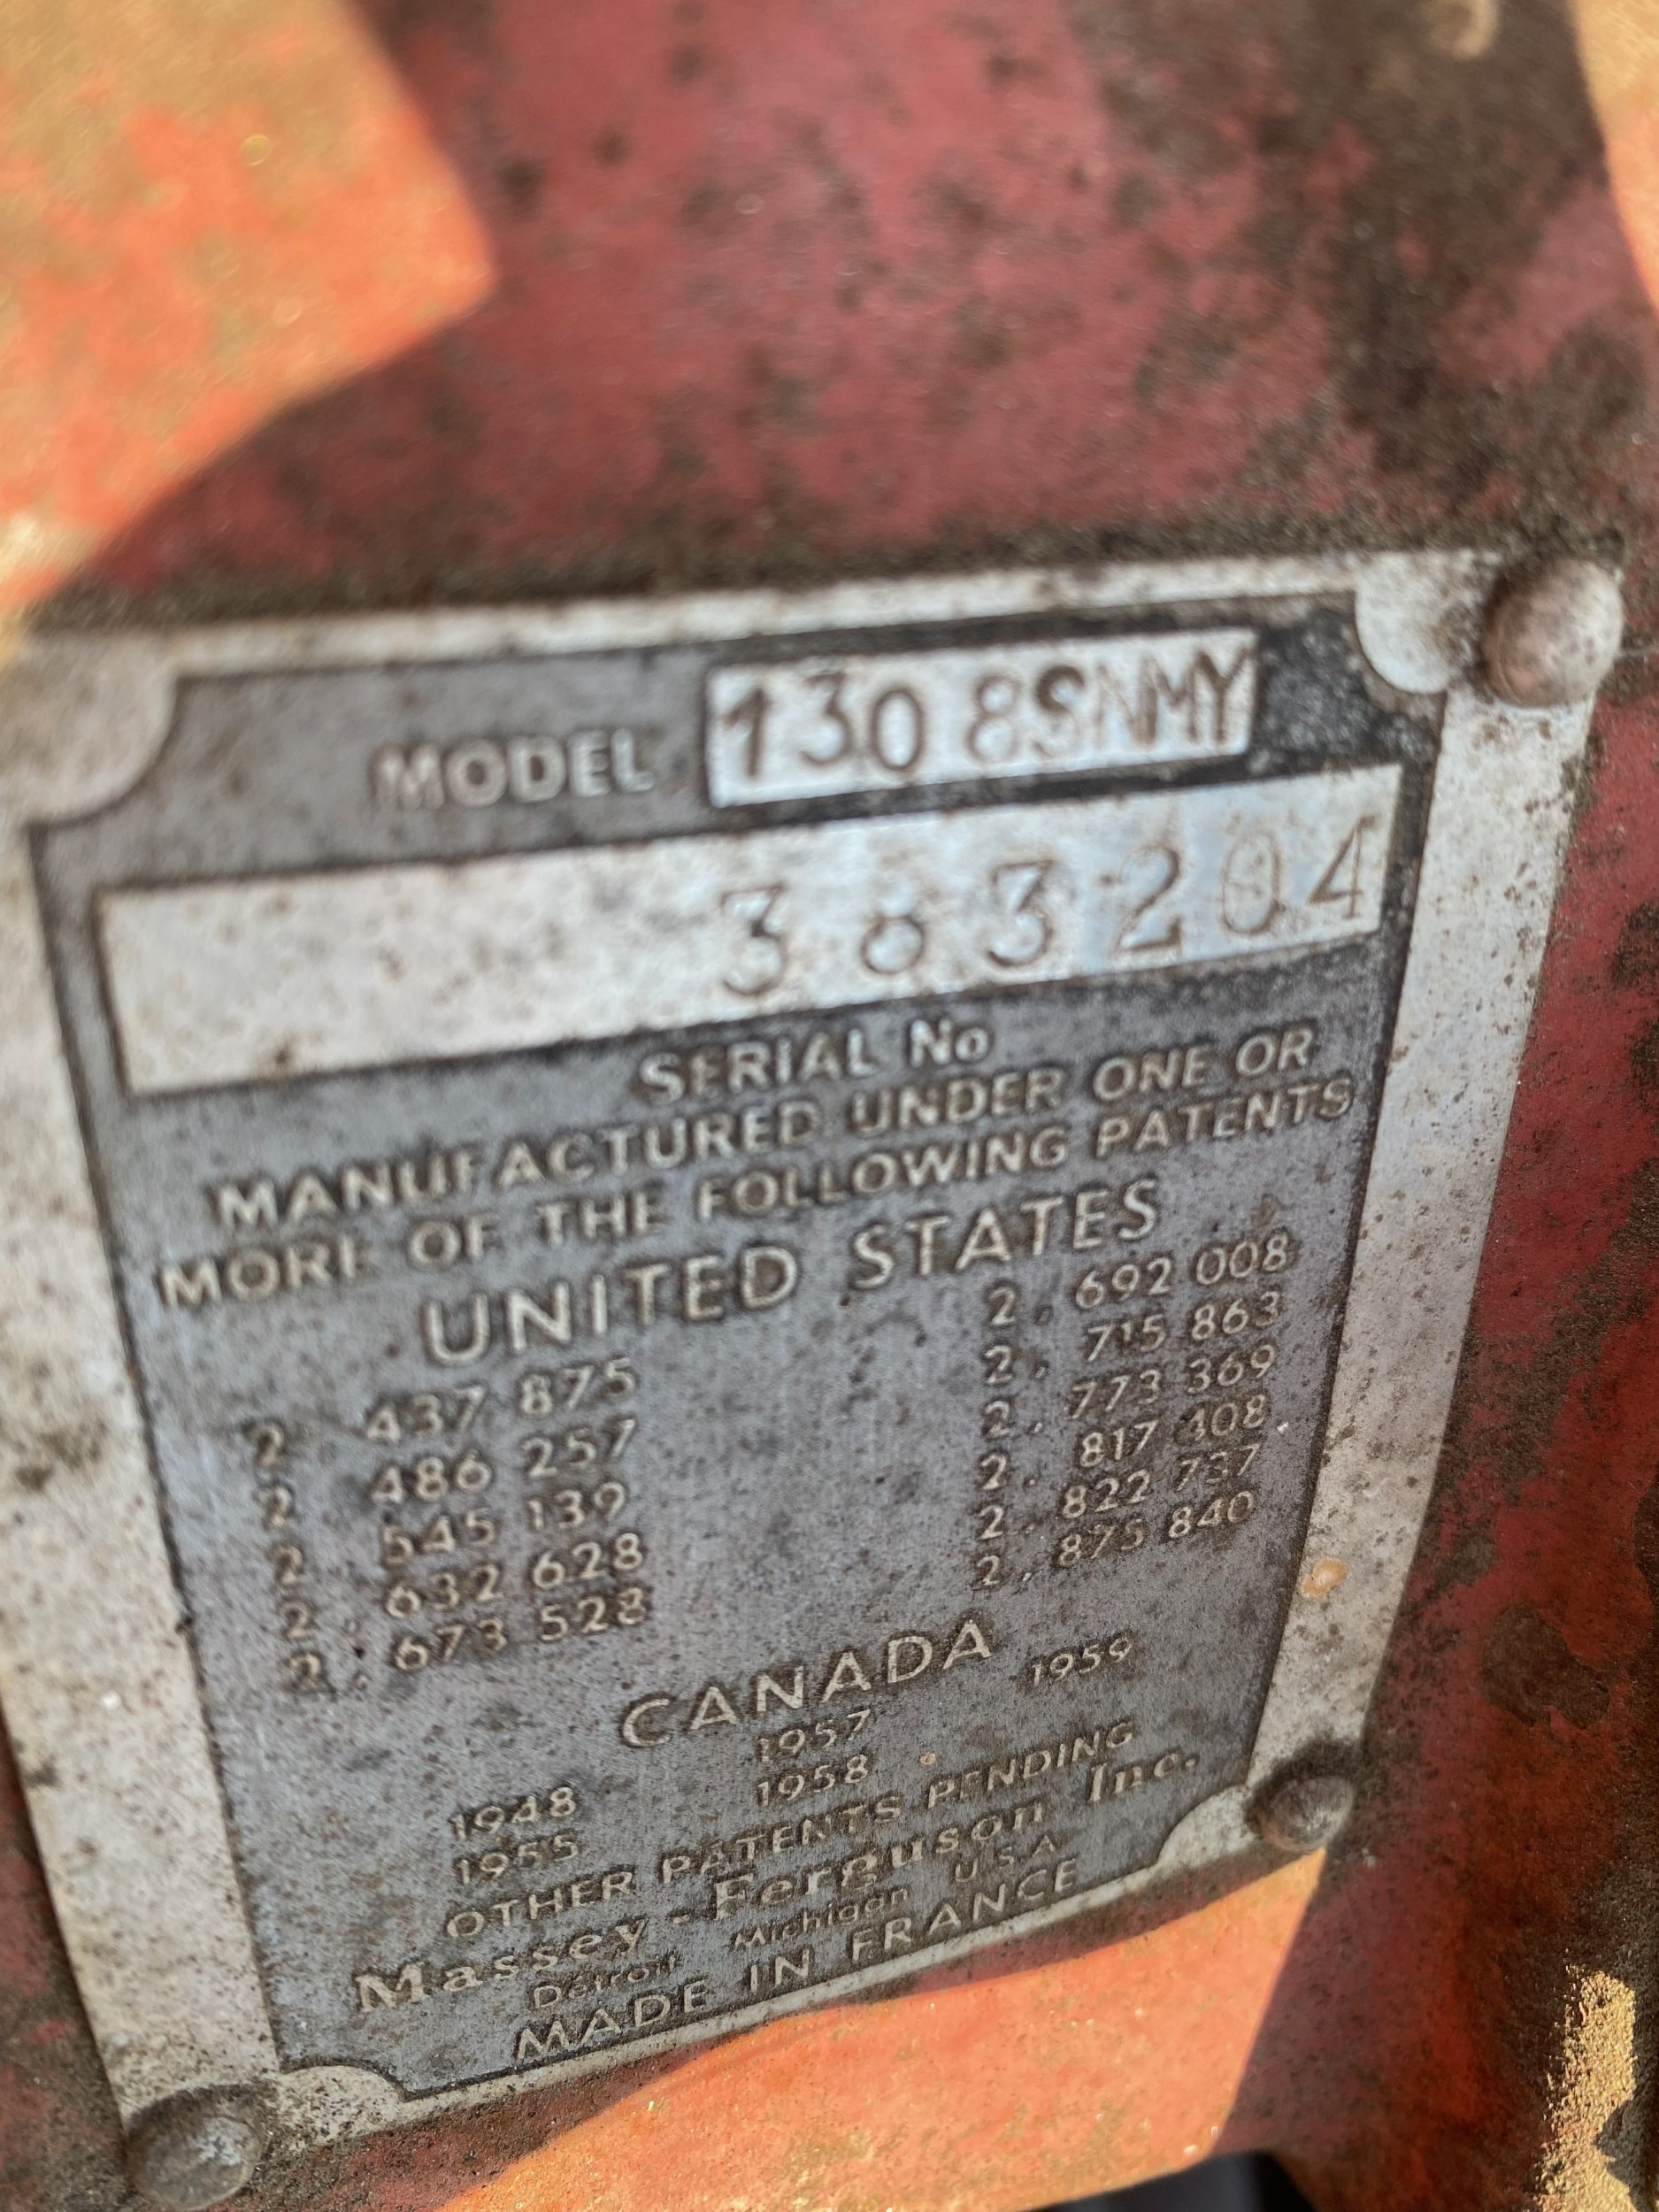 MODEL 130 8SNMY
383204
SERIAL No
MANUFACTURED UNDER ONE OR
MORE OF THE FOLLOWING PATENTS
UNITED STATES
2. 437 875
2. 486 257
2. 545 139
2. 632 628
2. 673 528
2. 692 008
2. 715 863
2. 773 369
2. 817 408
2. 822 737
2. 875 840
CANADA
1948
1955
1957
1958
1959
OTHER PATENTS PENDING
Massey-Ferguson Inc.
Detroit Michigan U.S.A
MADE IN FRANCE